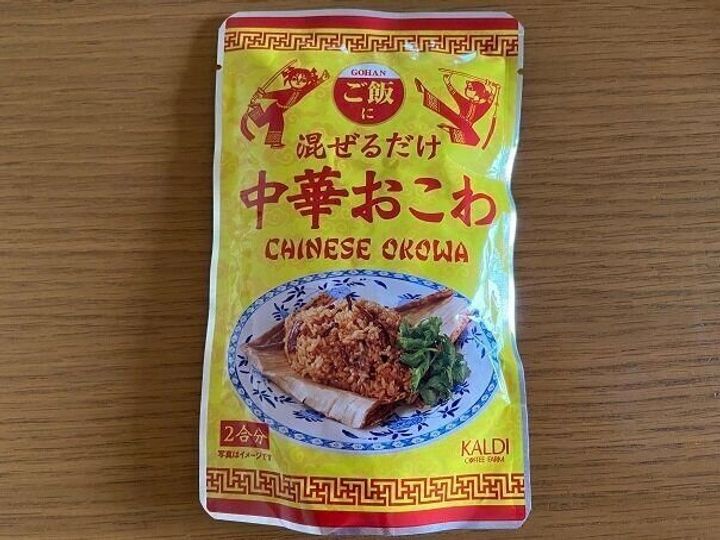 GOHAN
ご飯
に
混ぜるだけ
中華おこわ
CHINESE OKOWA
2合分
写真はイメージです
KALDI
COFFEE FARM